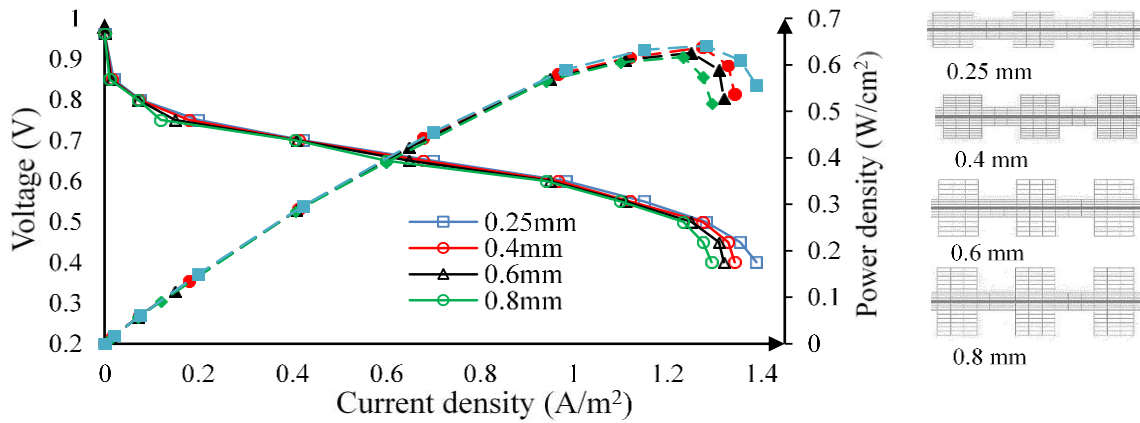 1
0.9
0.8
0.7
0.6
0.5
0.4
0.3
0.2
Voltage (V)
0 0.2 0.4 0.6 0.8 1 1.2 1.4
Current density (A/m²)
0.7
0.6
0.5
0.4
0.3
0.2
0.1
0
Power density (W/cm²)
0.25mm
0.4mm
0.6mm
0.8mm
0.25 mm
0.4 mm
0.6 mm
0.8 mm